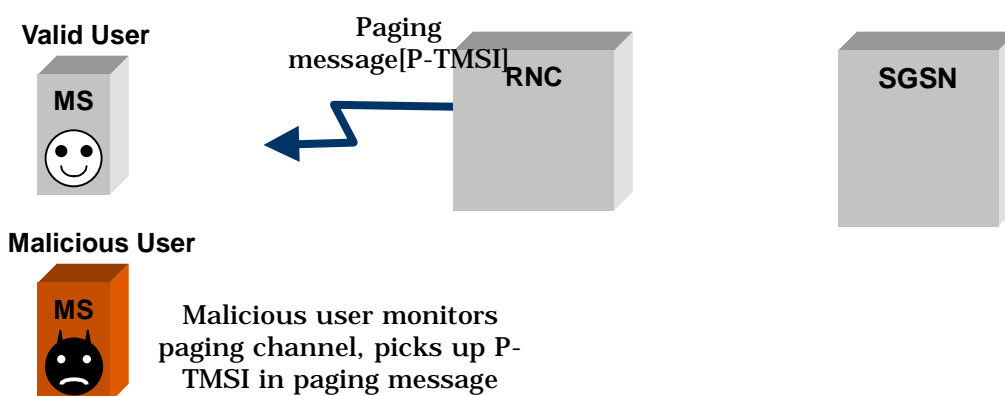 Valid User
MS
Paging
message[P-TMSI]
RNC
SGSN
Malicious User
MS
Malicious user monitors
paging channel, picks up P-
TMSI in paging message